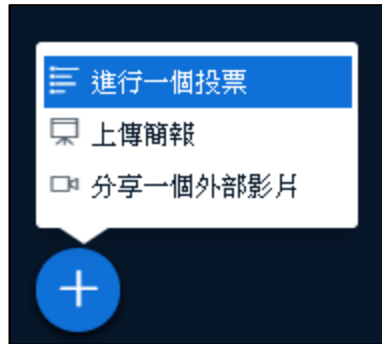 進行一個投票
上傳簡報
分享一個外部影片